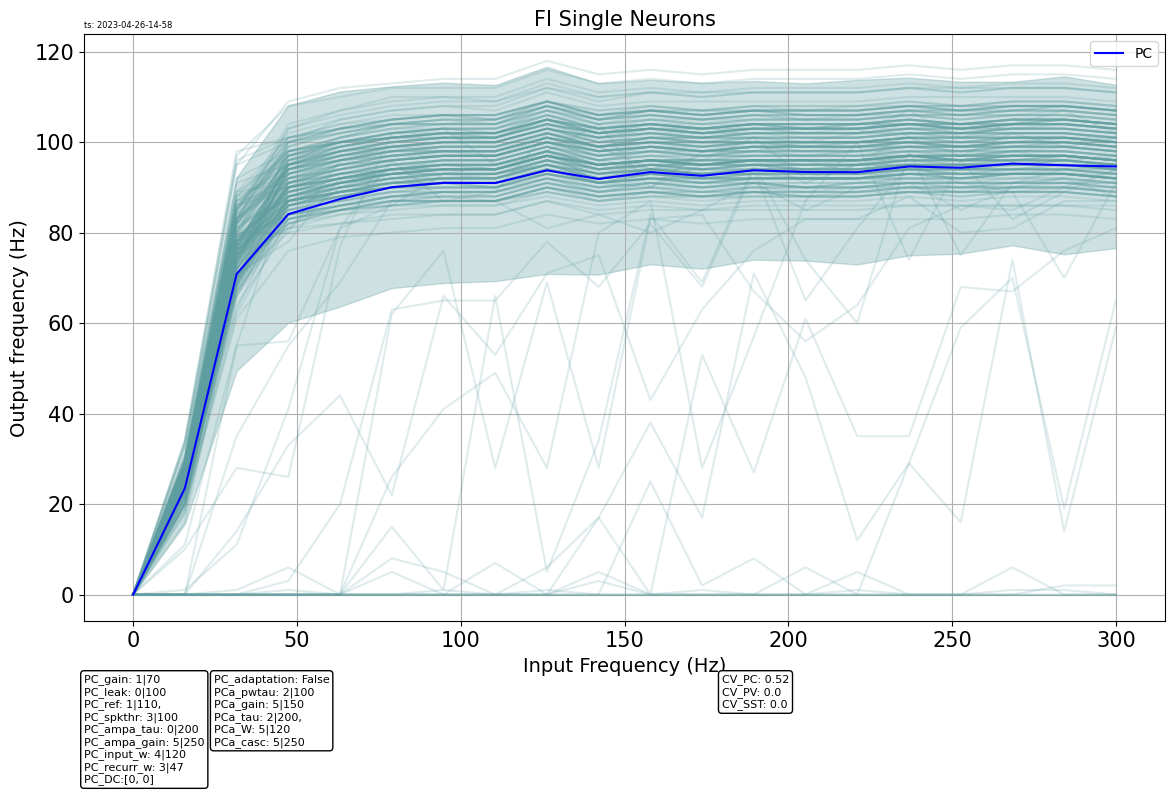 FI Single Neurons
ts: 2023-04-26-14-58
PC
120
100
80
60
40
20
0
Output frequency (Hz)
0 50 100 150 200 250 300
Input Frequency (Hz)
PC_gain: 1|70
PC_leak: 0|100
PC_ref: 1|110,
PC_spkthr: 3|100
PC_ampa_tau: 0|200
PC_ampa_gain: 5|250
PC_input_w: 4|120
PC_recurr_w: 3|47
PC_DC:[0, 0]
PC_adaptation: False
PCa_pwtau: 2|100
PCa_gain: 5|150
PCa_tau: 2|200,
PCa_W: 5|120
PCa_casc: 5|250
CV_PC: 0.52
CV_PV: 0.0
CV_SST: 0.0